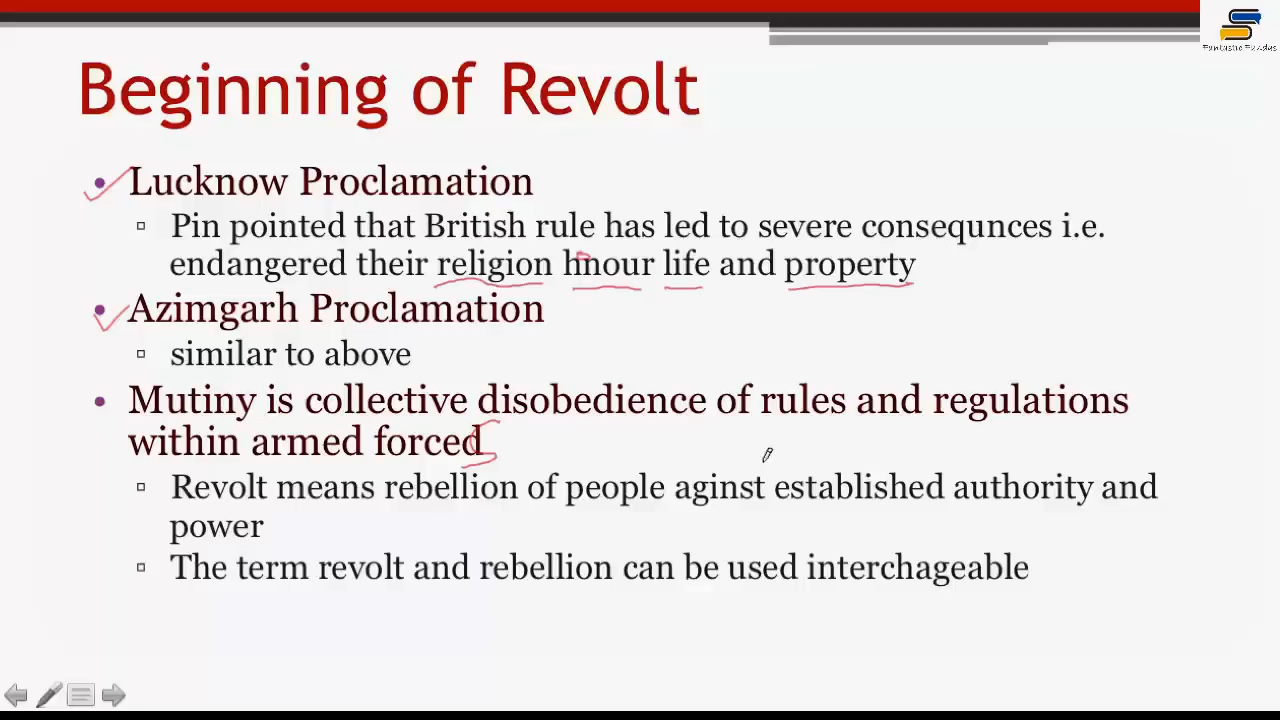 Beginning of Revolt
• Lucknow Proclamation
▫ Pin pointed that British rule has led to severe consequnces i.e.
endangered their religion hnour life and property
• Azimgarh Proclamation
▫ similar to above
• Mutiny is collective disobedience of rules and regulations
within armed forced
▫ Revolt means rebellion of people aginst established authority and
power
▫ The term revolt and rebellion can be used interchageable